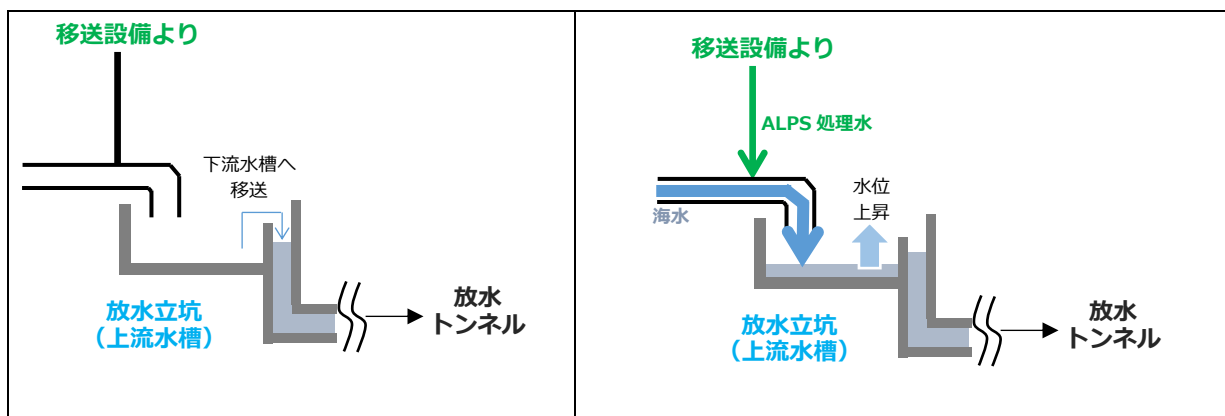 移送設備より
下流水槽へ
移送
放水立坑
（上流水槽）
放水
トンネル
移送設備より
ALPS 処理水
海水
水位
上昇
放水立坑
（上流水槽）
放水
トンネル